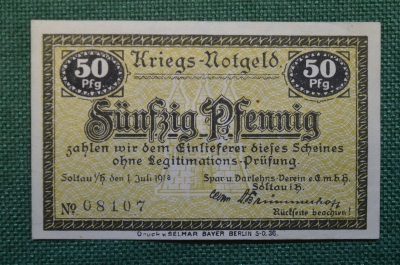 50 Pfg.
Kriegs-Notgeld.
50 Pfg.
Fünfzig Pfennig
zahlen wir dem Einlieferer dieses Scheines
ohne Legitimations-Prüfung.
Soltau i/H. den 1. Juli 1918. Spar u. Darlehns-Verein e.G.m.b.H.
Soltau i. H.
No 08107
Rückseite beachten!
Druck v. SELMAR BAYER BERLIN S.O. 36.